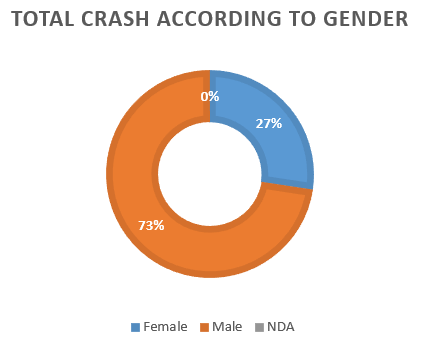 TOTAL CRASH ACCORDING TO GENDER
0%
27%
73%
Female Male NDA